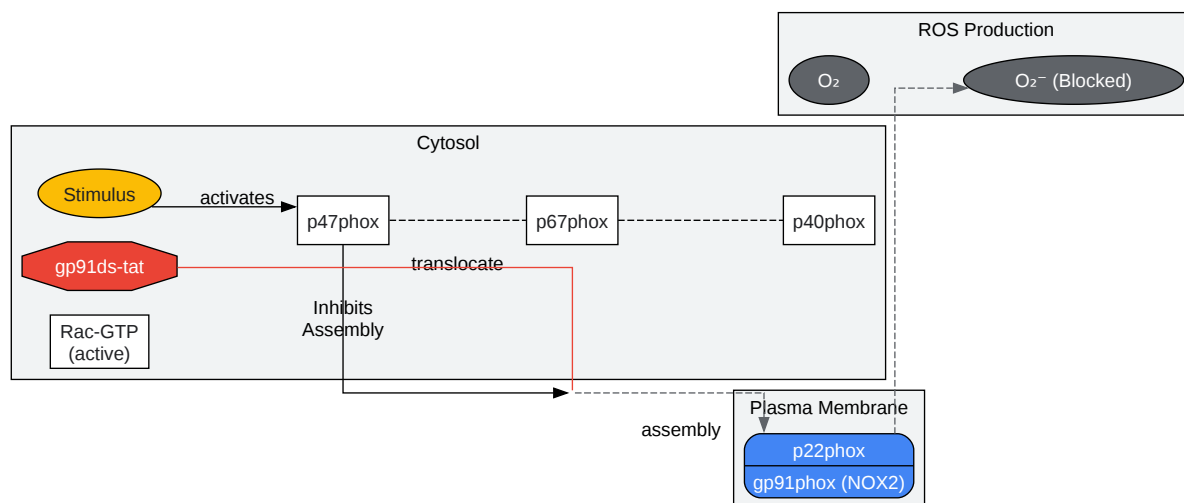 ROS Production
O₂
O₂⁻ (Blocked)
Cytosol
Stimulus
activates
p47phox
p67phox
p40phox
gp91ds-tat
translocate
Inhibits
Assembly
Rac-GTP
(active)
Plasma Membrane
assembly
p22phox
gp91phox (NOX2)